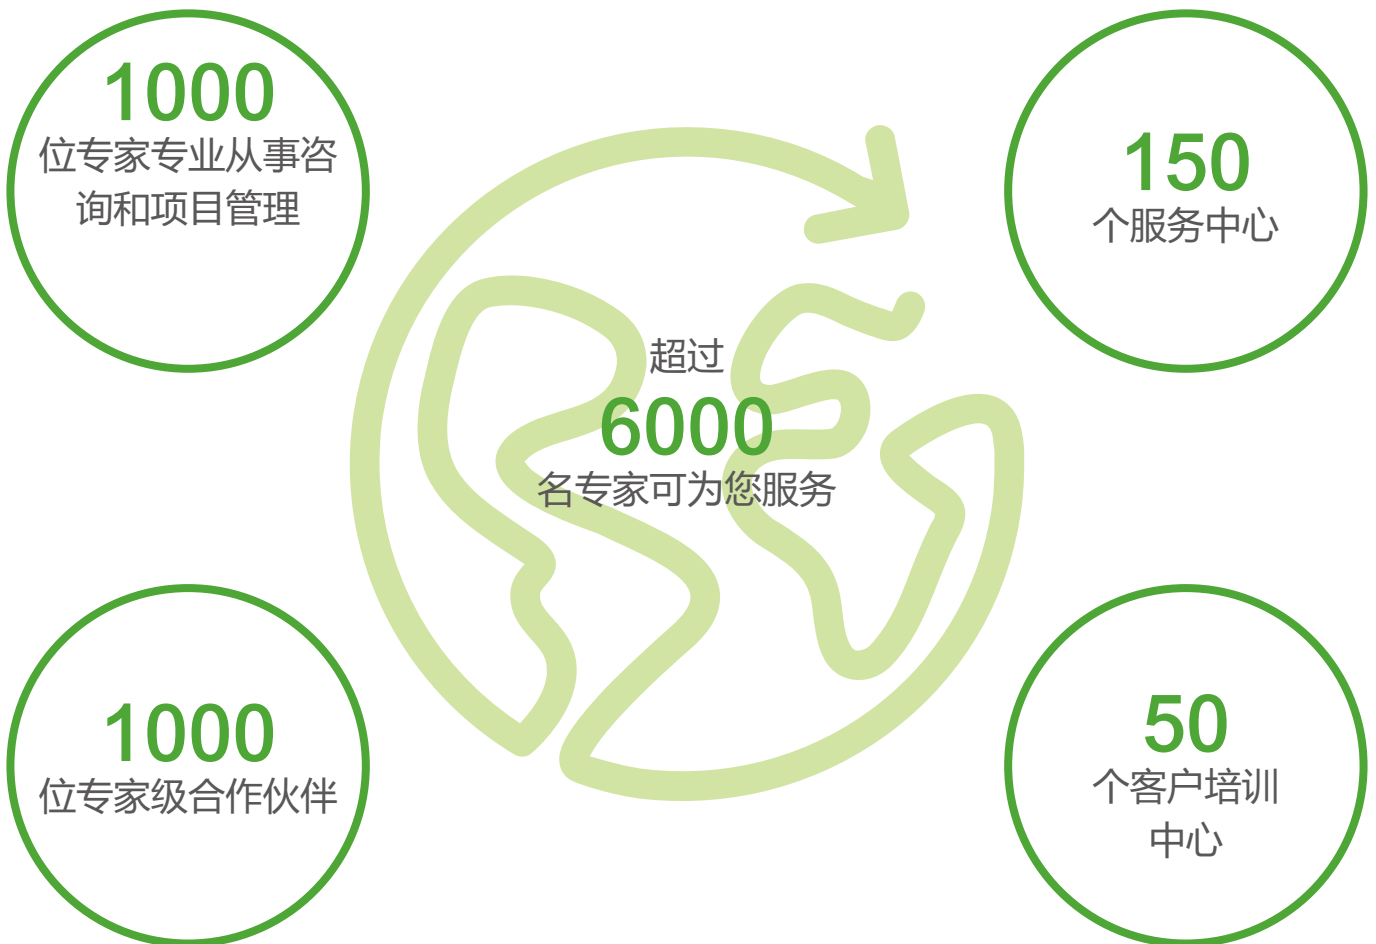 1000
位专家专业从事咨
询和项目管理
150
个服务中心
超过
6000
名专家可为您服务
1000
位专家级合作伙伴
50
个客户培训
中心